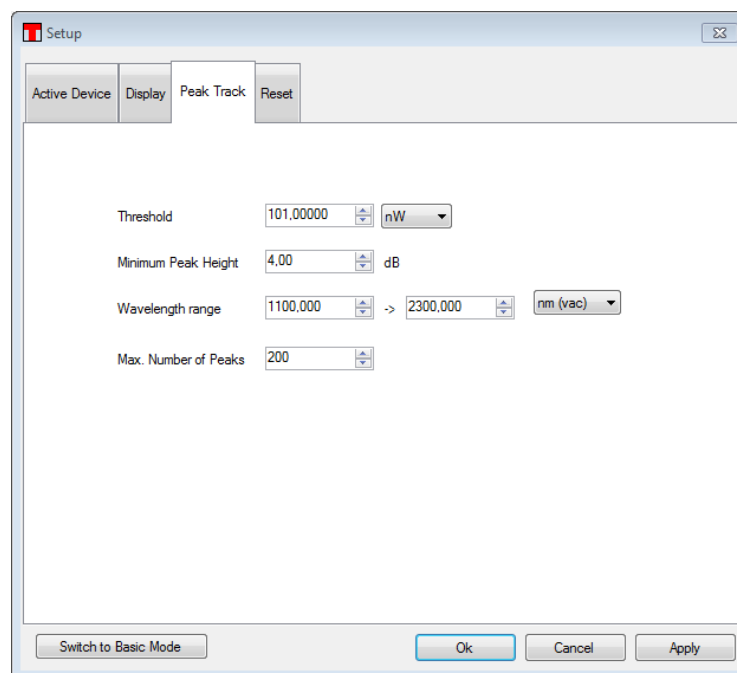 Setup
Active Device Display Peak Track Reset
Threshold 101,00000 nW
Minimum Peak Height 4,00 dB
Wavelength range 1100,000 -> 2300,000 nm (vac)
Max. Number of Peaks 200
Switch to Basic Mode Ok Cancel Apply